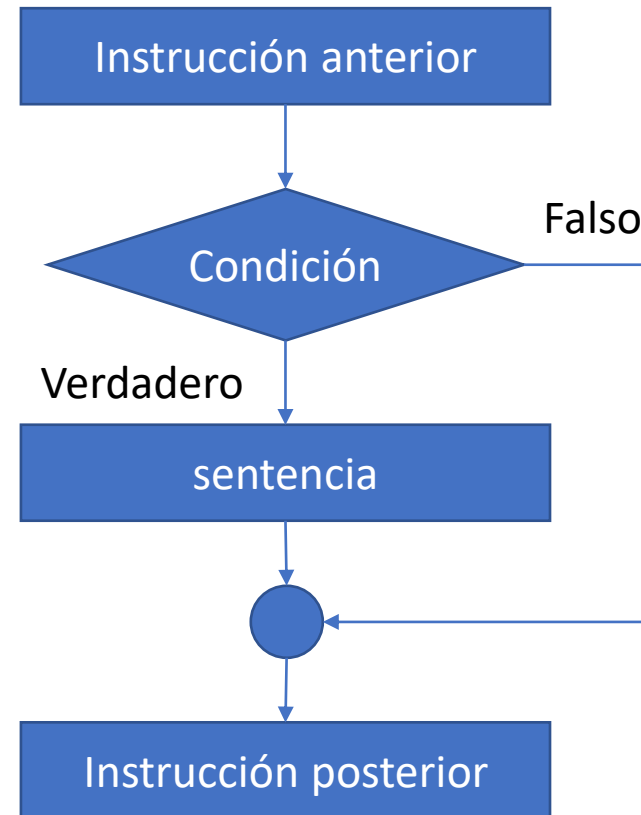 Instrucción anterior
Falso
Condición
Verdadero
sentencia
Instrucción posterior